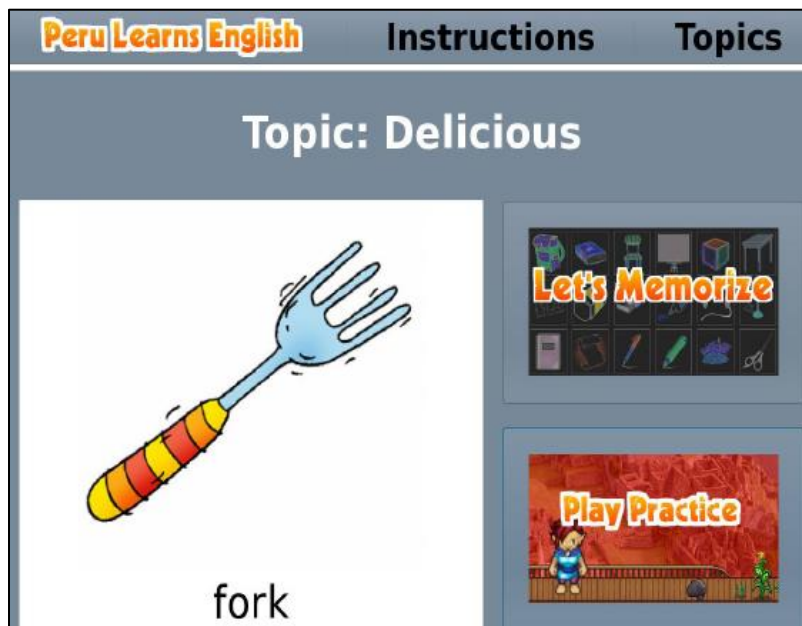 Peru Learns English Instructions Topics
Topic: Delicious
Let's Memorize
Play Practice
fork